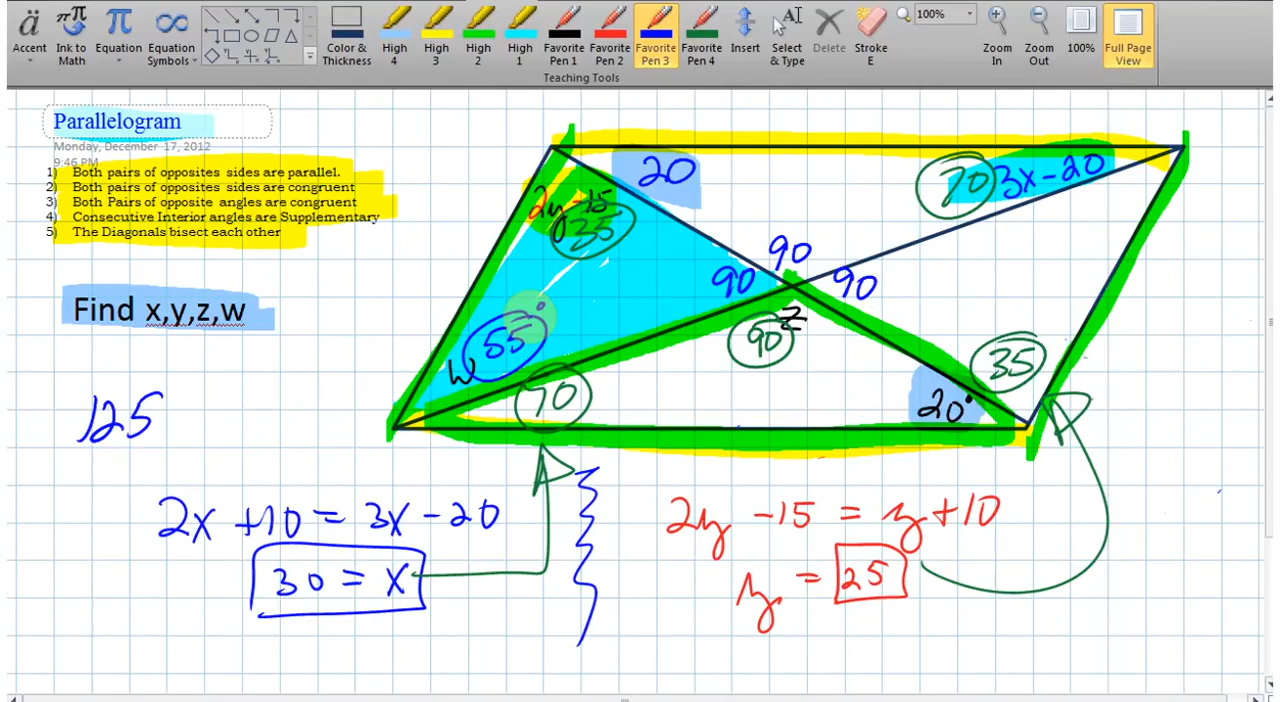 100%
Accent
Ink to Math
Equation
Equation Symbols
Color & Thickness
High 4
High 3
High 2
High 1
Favorite Pen 1
Favorite Pen 2
Favorite Pen 3
Favorite Pen 4
Insert
Select & Type
Delete
Stroke E
Zoom In
Zoom Out
100%
Full Page View
Teaching Tools
Parallelogram
Monday, December 17, 2012
9:46 PM
1) Both pairs of opposites sides are parallel.
2) Both pairs of opposites sides are congruent
3) Both Pairs of opposite angles are congruent
4) Consecutive Interior angles are Supplementary
5) The Diagonals bisect each other
Find x,y,z,w
20
70
3x-20
2y-15
35
90
90
90
z
90
55°
w
70
20°
35
125
2x +10 = 3x - 20
30 = x
2y - 15 = y + 10
y = 25